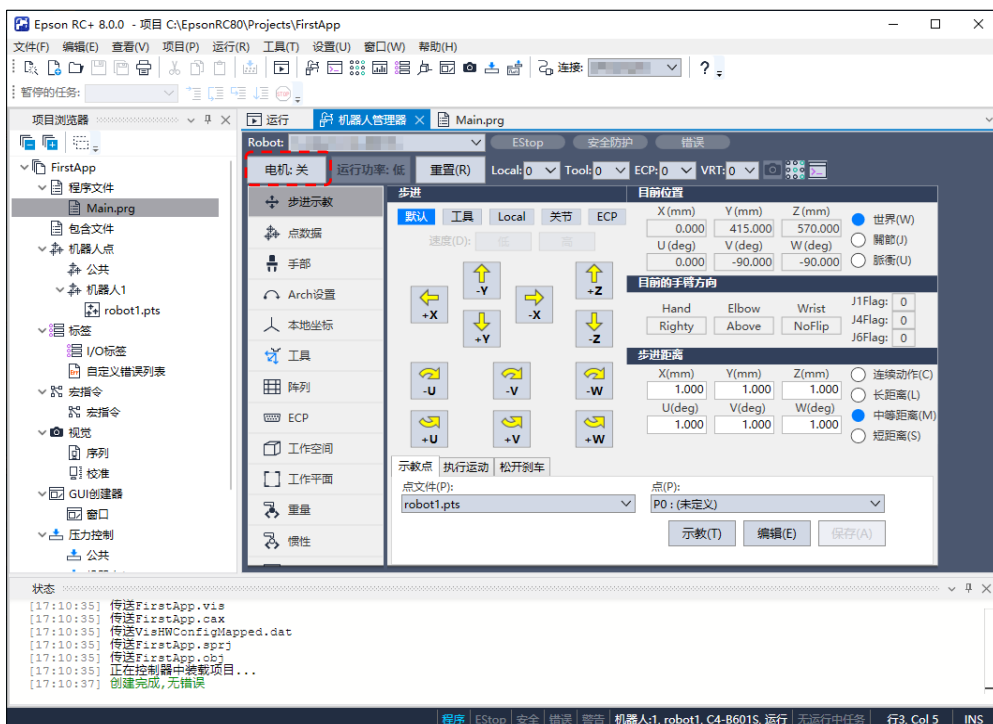 Epson RC+ 8.0.0 - 项目 C:\EpsonRC80\Projects\FirstApp
文件(F) 编辑(E) 查看(V) 项目(P) 运行(R) 工具(T) 设置(U) 窗口(W) 帮助(H)
连接:
?
暂停的任务:
项目浏览器
FirstApp
程序文件
Main.prg
包含文件
机器人点
公共
机器人1
robot1.pts
标签
I/O标签
自定义错误列表
宏指令
宏指令
视觉
序列
校准
GUI创建器
窗口
压力控制
公共
运行 机器人管理器 Main.prg
Robot: EStop 安全防护 错误
电机: 关 运行功率: 低 重置(R) Local: 0 Tool: 0 ECP: 0 VRT: 0
步进示教
点数据
手部
Arch设置
本地坐标
工具
阵列
ECP
工作空间
工作平面
重量
惯性
步进
默认 工具 Local 关节 ECP
速度(D): 低 高
-Y +Z
+X -X
+Y -Z
-U -V -W
+U +V +W
目前位置
X(mm) Y(mm) Z(mm)
0.000 415.000 570.000
U(deg) V(deg) W(deg)
0.000 -90.000 -90.000
世界(W)
關節(J)
脈衝(U)
目前的手臂方向
Hand Elbow Wrist
Righty Above NoFlip
J1Flag: 0
J4Flag: 0
J6Flag: 0
步进距离
X(mm) Y(mm) Z(mm)
1.000 1.000 1.000
U(deg) V(deg) W(deg)
1.000 1.000 1.000
连续动作(C)
长距离(L)
中等距离(M)
短距离(S)
示教点 执行运动 松开刹车
点文件(P): 点(P):
robot1.pts P0 : (未定义)
示教(T) 编辑(E) 保存(A)
状态
[17:10:35] 传送FirstApp.vis
[17:10:35] 传送FirstApp.cax
[17:10:35] 传送VisHWConfigMapped.dat
[17:10:35] 传送FirstApp.sprj
[17:10:35] 传送FirstApp.obj
[17:10:35] 正在控制器中装载项目...
[17:10:37] 创建完成,无错误
程序 EStop 安全 错误 警告 机器人:1, robot1, C4-B601S, 运行 无运行中任务 行3, Col 5 INS